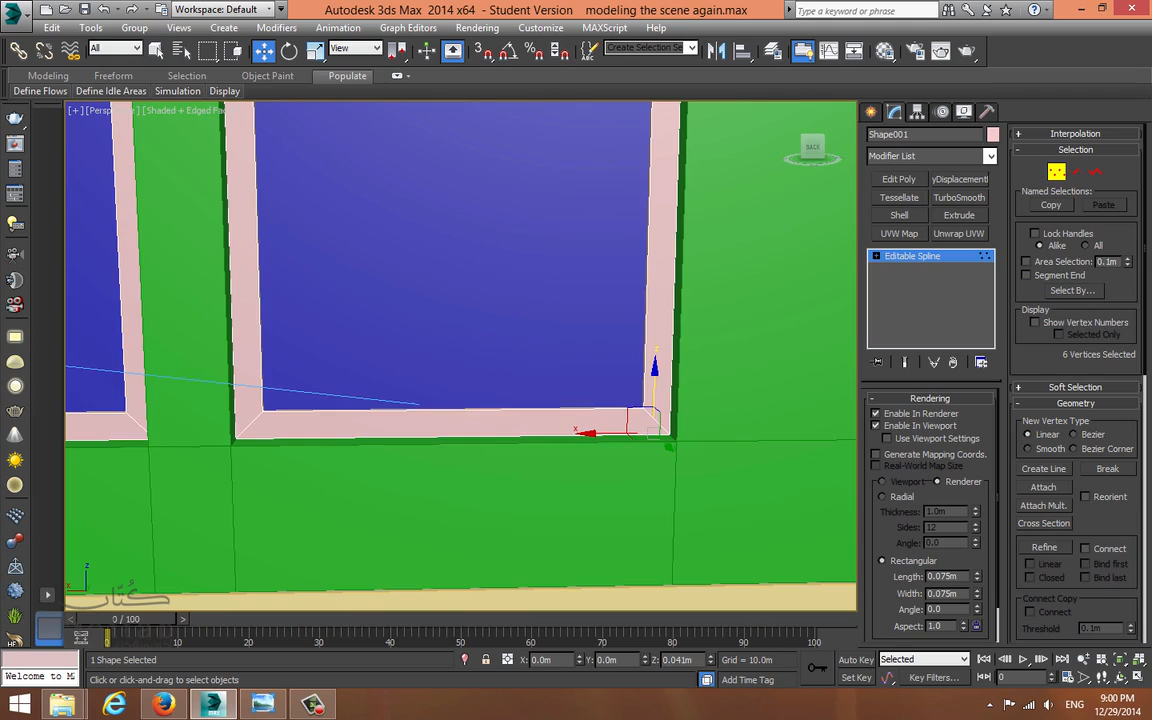 Workspace: Default
Autodesk 3ds Max 2014 x64 - Student Version modeling the scene again.max
Type a keyword or phrase
Edit Tools Group Views Create Modifiers Animation Graph Editors Rendering Customize MAXScript Help
All
View
Create Selection Se
Modeling Freeform Selection Object Paint Populate
Define Flows Define Idle Areas Simulation Display
[+] [Persp
[Shaded + Edged Fa
BACK
Shape001
Modifier List
Edit Poly yDisplacement
Tessellate TurboSmooth
Shell Extrude
UVW Map Unwrap UVW
Editable Spline
Rendering
Enable In Renderer
Enable In Viewport
Use Viewport Settings
Generate Mapping Coords.
Real-World Map Size
Viewport Renderer
Radial
Thickness: 1.0m
Sides: 12
Angle: 0.0
Rectangular
Length: 0.075m
Width: 0.075m
Angle: 0.0
Aspect: 1.0
Interpolation
Selection
Named Selections:
Copy Paste
Lock Handles
Alike All
Area Selection: 0.1m
Segment End
Select By...
Display
Show Vertex Numbers
Selected Only
6 Vertices Selected
Soft Selection
Geometry
New Vertex Type
Linear Bezier
Smooth Bezier Corner
Create Line Break
Attach
Attach Mult. Reorient
Cross Section
Refine Connect
Linear Bind first
Closed Bind last
Connect Copy
Connect
Threshold 0.1m
x
z
x
كُتّاب
0 / 100
10 20 30 40 50 60 70 80 90 100
1 Shape Selected
X: 0.0m Y: 0.0m Z: 0.041m Grid = 10.0m
Auto Key Selected
Welcome to M
Click or click-and-drag to select objects
Add Time Tag
Set Key Key Filters...
0
ENG
9:00 PM
12/29/2014